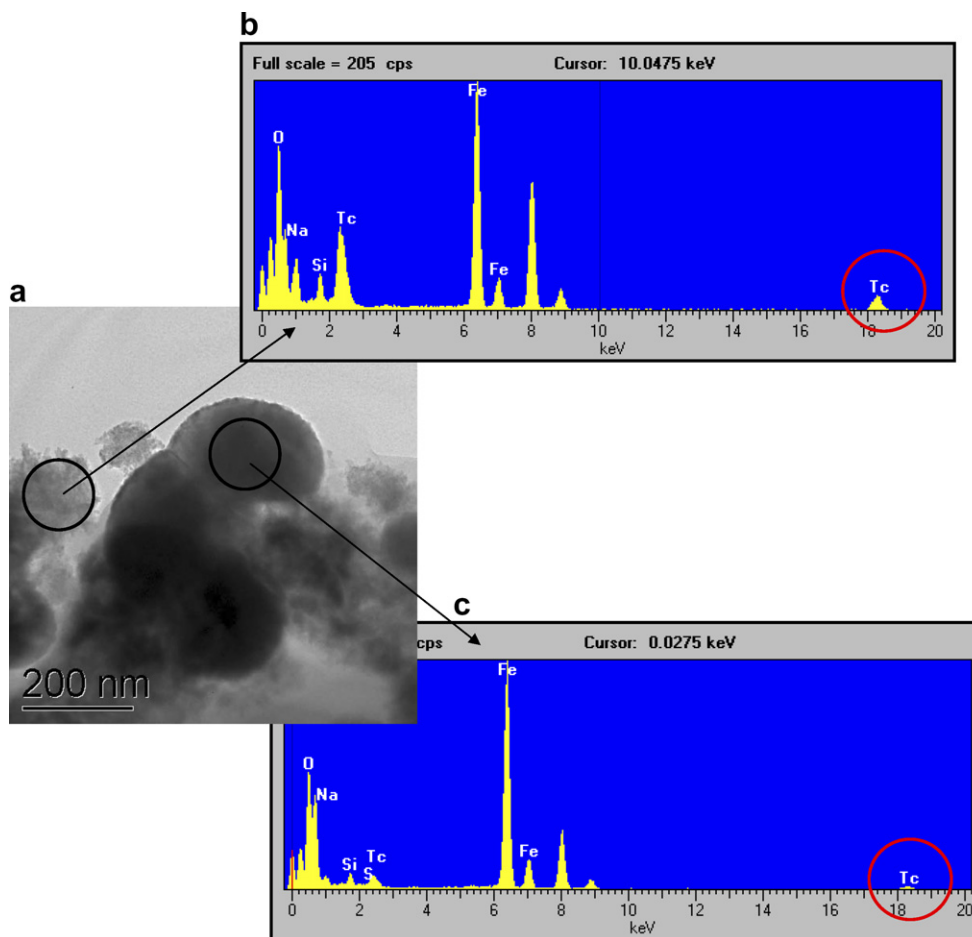 b
Full scale = 205 cps Cursor: 10.0475 keV
Fe
O
Na
Tc
Si
Fe
Tc
0 2 4 6 8 10 12 14 16 18 20
keV
a
200 nm
c
cps Cursor: 0.0275 keV
Fe
O
Na
Si
Tc
S
Fe
Tc
0 2 4 6 8 10 12 14 16 18 20
keV